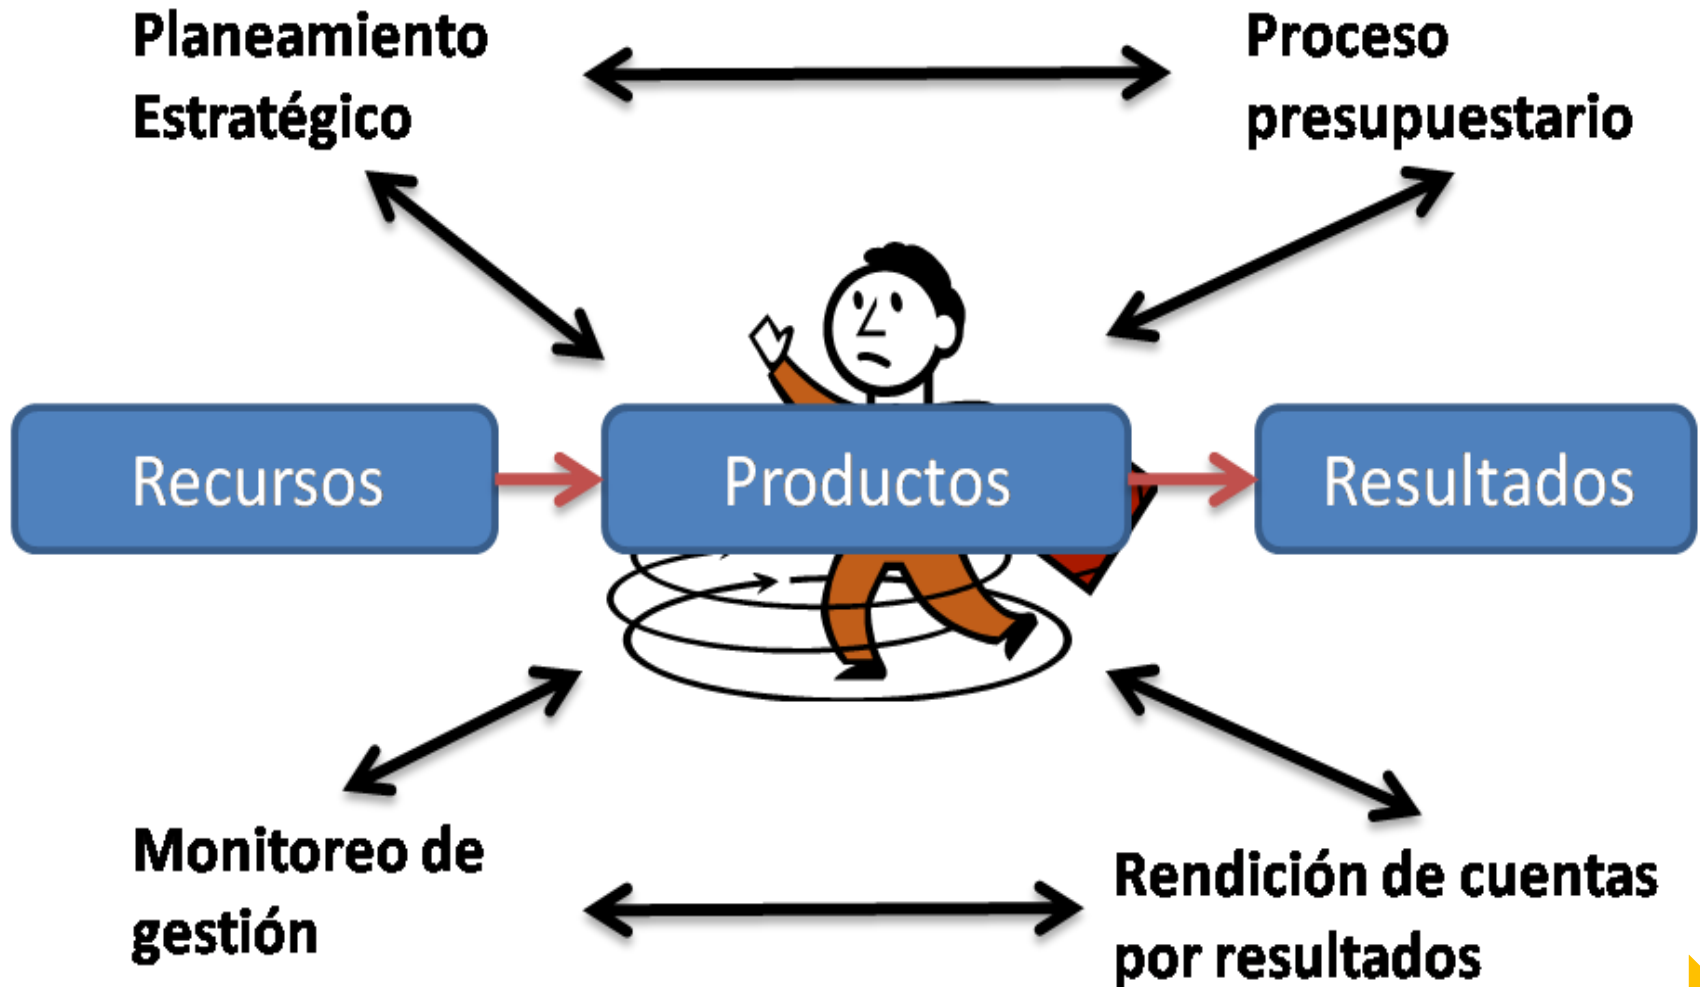 Planeamiento
Estratégico
Proceso
presupuestario
Recursos
Productos
Resultados
Monitoreo de
gestión
Rendición de cuentas
por resultados